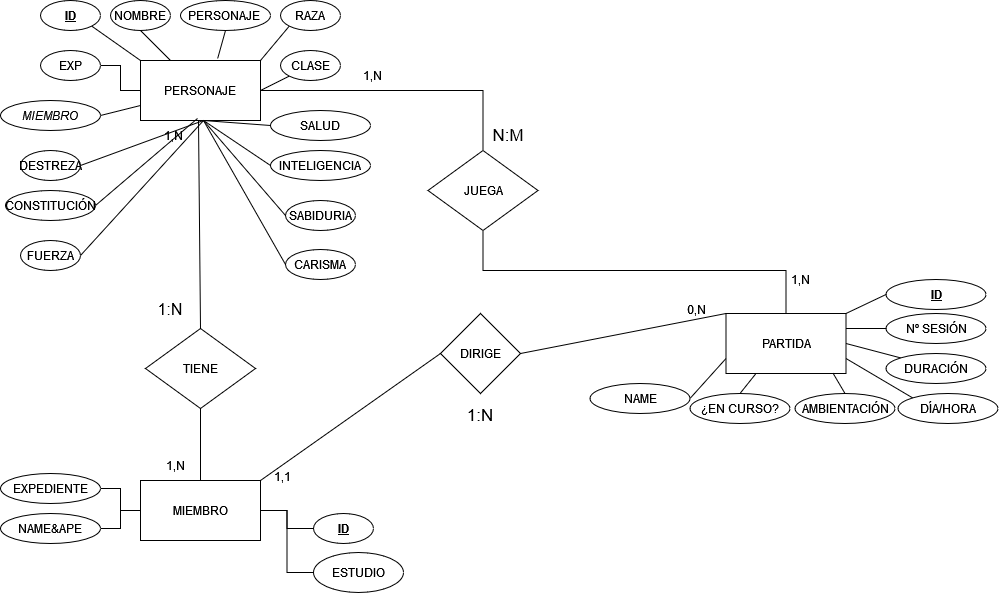 ID
NOMBRE
PERSONAJE
RAZA
EXP
CLASE
PERSONAJE
1,N
MIEMBRO
SALUD
1,N
N:M
DESTREZA
INTELIGENCIA
JUEGA
CONSTITUCIÓN
SABIDURIA
FUERZA
CARISMA
1,N
ID
1:N
0,N
Nº SESIÓN
PARTIDA
DIRIGE
TIENE
DURACIÓN
NAME
¿EN CURSO?
AMBIENTACIÓN
DÍA/HORA
1:N
1,N
1,1
EXPEDIENTE
MIEMBRO
NAME&APE
ID
ESTUDIO